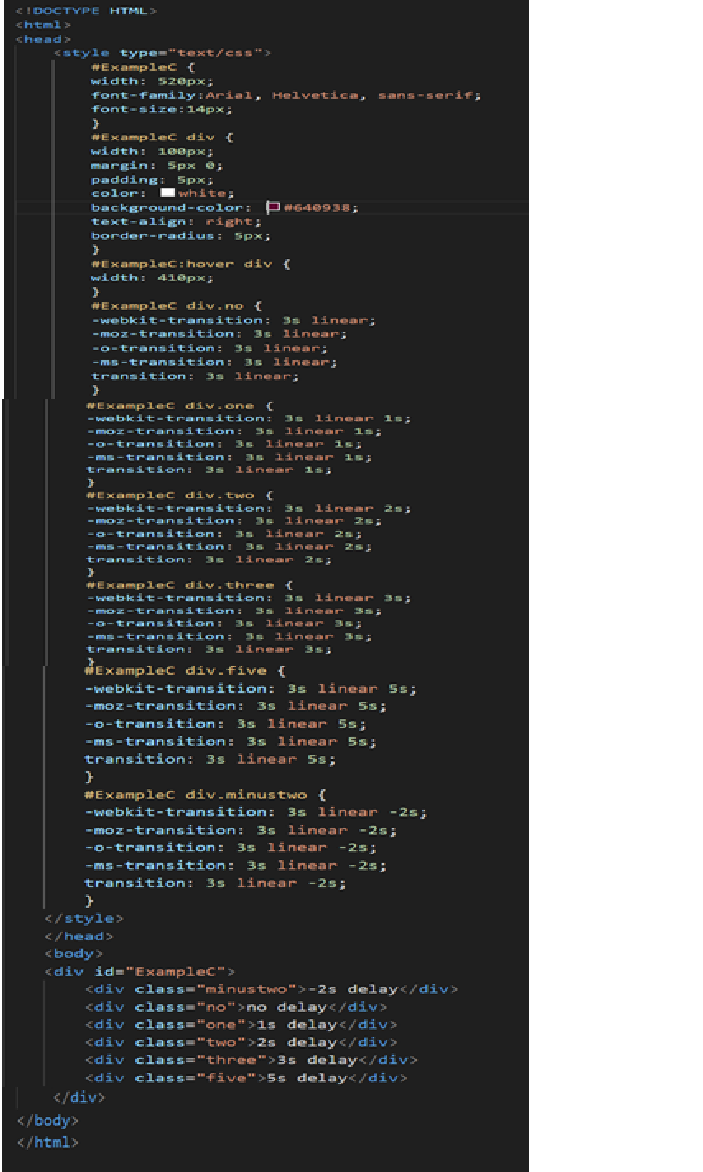 <!DOCTYPE HTML>
<html>
<head>
<style type="text/css">
#ExampleC {
width: 520px;
font-family:Arial, Helvetica, sans-serif;
font-size:14px;
}
#ExampleC div {
width: 100px;
margin: 5px 0;
padding: 5px;
color: white;
background-color: #640938;
text-align: right;
border-radius: 5px;
}
#ExampleC:hover div {
width: 410px;
}
#ExampleC div.no {
-webkit-transition: 3s linear;
-moz-transition: 3s linear;
-o-transition: 3s linear;
-ms-transition: 3s linear;
transition: 3s linear;
}
#ExampleC div.one {
-webkit-transition: 3s linear 1s;
-moz-transition: 3s linear 1s;
-o-transition: 3s linear 1s;
-ms-transition: 3s linear 1s;
transition: 3s linear 1s;
}
#ExampleC div.two {
-webkit-transition: 3s linear 2s;
-moz-transition: 3s linear 2s;
-o-transition: 3s linear 2s;
-ms-transition: 3s linear 2s;
transition: 3s linear 2s;
}
#ExampleC div.three {
-webkit-transition: 3s linear 3s;
-moz-transition: 3s linear 3s;
-o-transition: 3s linear 3s;
-ms-transition: 3s linear 3s;
transition: 3s linear 3s;
}
#ExampleC div.five {
-webkit-transition: 3s linear 5s;
-moz-transition: 3s linear 5s;
-o-transition: 3s linear 5s;
-ms-transition: 3s linear 5s;
transition: 3s linear 5s;
}
#ExampleC div.minustwo {
-webkit-transition: 3s linear -2s;
-moz-transition: 3s linear -2s;
-o-transition: 3s linear -2s;
-ms-transition: 3s linear -2s;
transition: 3s linear -2s;
}
</style>
</head>
<body>
<div id="ExampleC">
<div class="minustwo">-2s delay</div>
<div class="no">no delay</div>
<div class="one">1s delay</div>
<div class="two">2s delay</div>
<div class="three">3s delay</div>
<div class="five">5s delay</div>
</div>
</body>
</html>